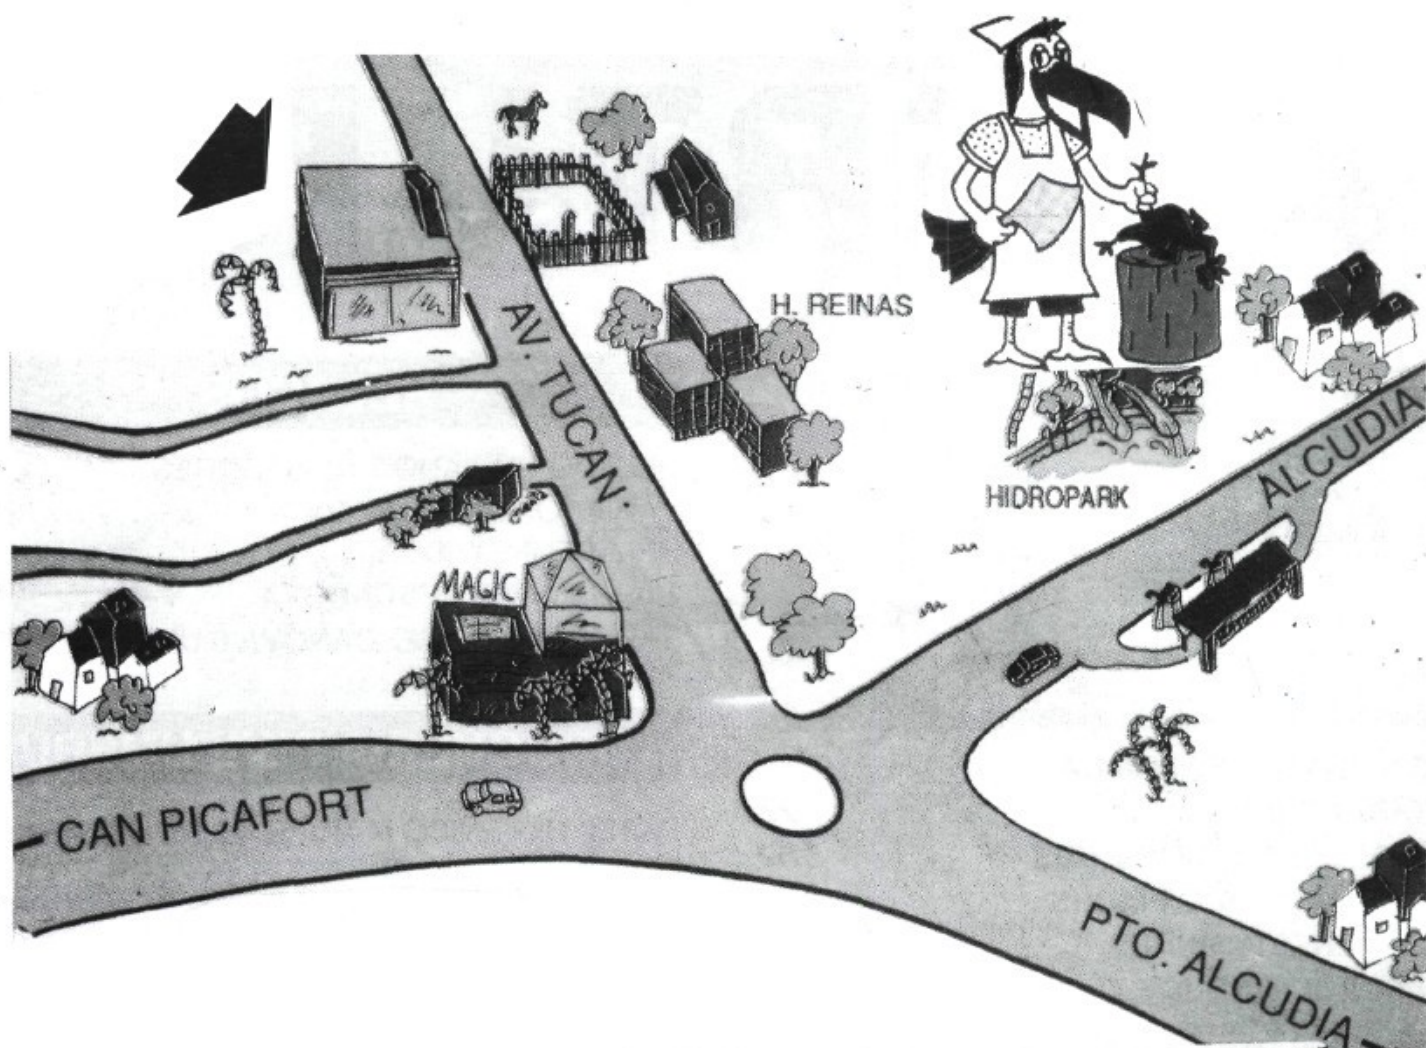 H. REINAS
AV. TUCAN
HIDROPARK
ALCUDIA
MAGIC
CAN PICAFORT
PTO. ALCUDIA